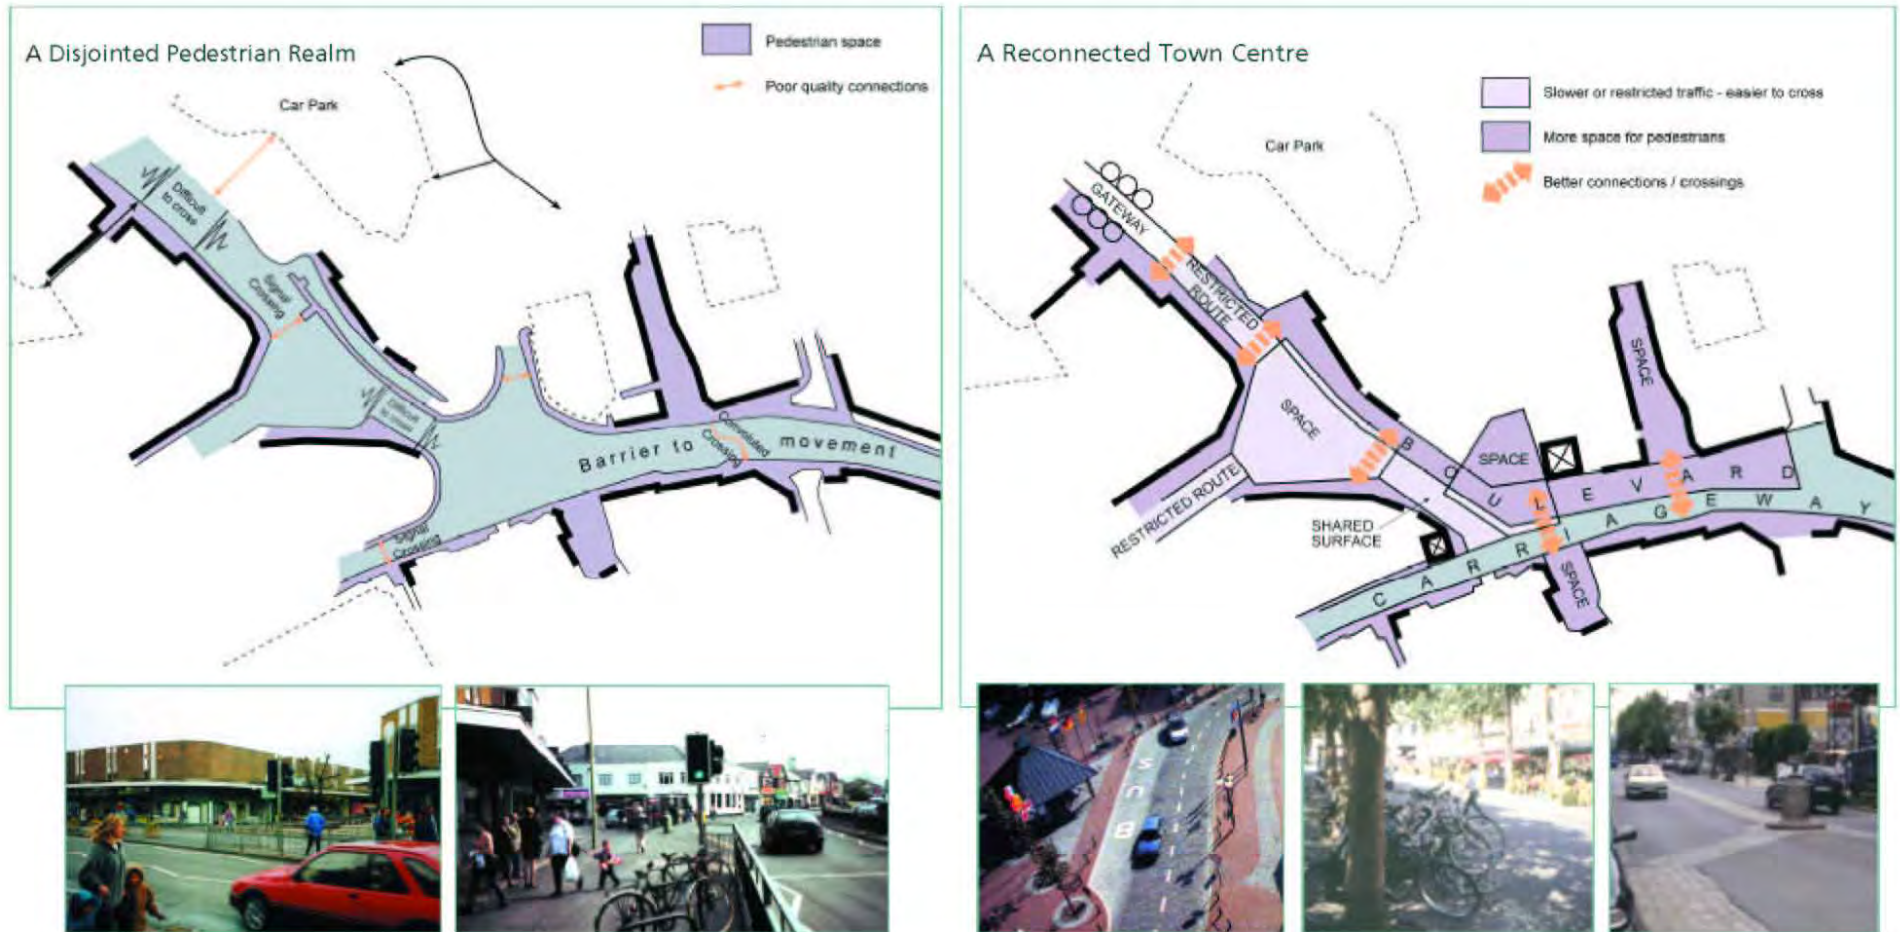 A Disjointed Pedestrian Realm
Pedestrian space
Poor quality connections
Car Park
Difficult
to cross
Signal
Crossing
Difficult
to cross
Barrier to
movement
Convoluted
Crossing
Signal
Crossing
A Reconnected Town Centre
Slower or restricted traffic - easier to cross
More space for pedestrians
Better connections / crossings
Car Park
GATEWAY
RESTRICTED
ROUTE
SPACE
SPACE
SPACE
BOULEVARD
CARRIAGEWAY
RESTRICTED ROUTE
SHARED
SURFACE
SPACE
BUS